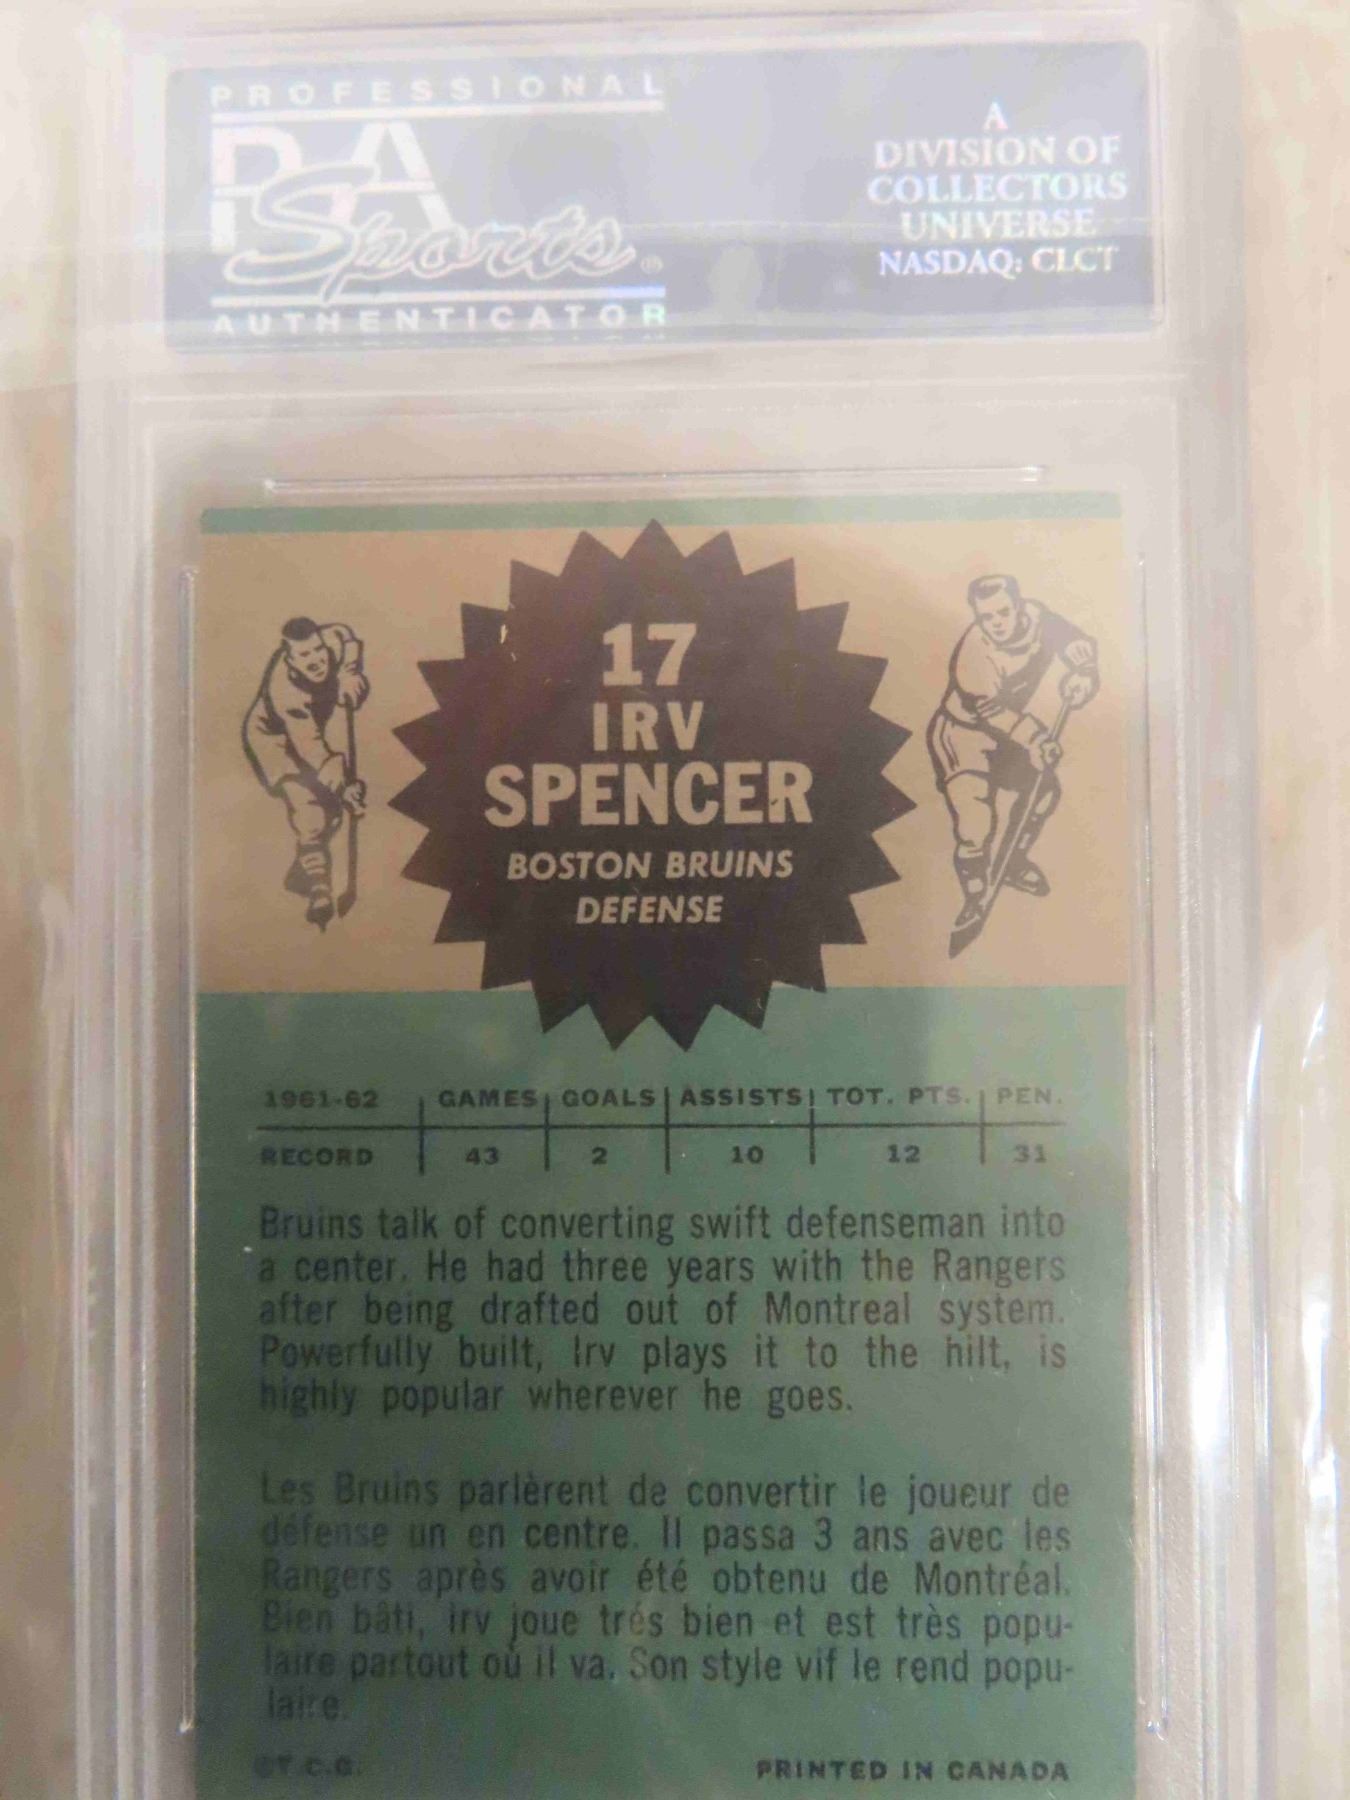 PROFESSIONAL
PSA
Sports®
AUTHENTICATOR
A
DIVISION OF
COLLECTORS
UNIVERSE
NASDAQ: CLCT
17
IRV
SPENCER
BOSTON BRUINS
DEFENSE
1961-62 GAMES GOALS ASSISTS TOT. PTS. PEN.
RECORD 43 2 10 12 31
Bruins talk of converting swift defenseman into
a center. He had three years with the Rangers
after being drafted out of Montreal system.
Powerfully built, Irv plays it to the hilt, is
highly popular wherever he goes.
Les Bruins parlèrent de convertir le joueur de
défense un en centre. Il passa 3 ans avec les
Rangers après avoir été obtenu de Montréal.
Bien bâti, Irv joue trés bien et est très popu-
laire partout où il va. Son style vif le rend popu-
laire.
©T.C.G. PRINTED IN CANADA